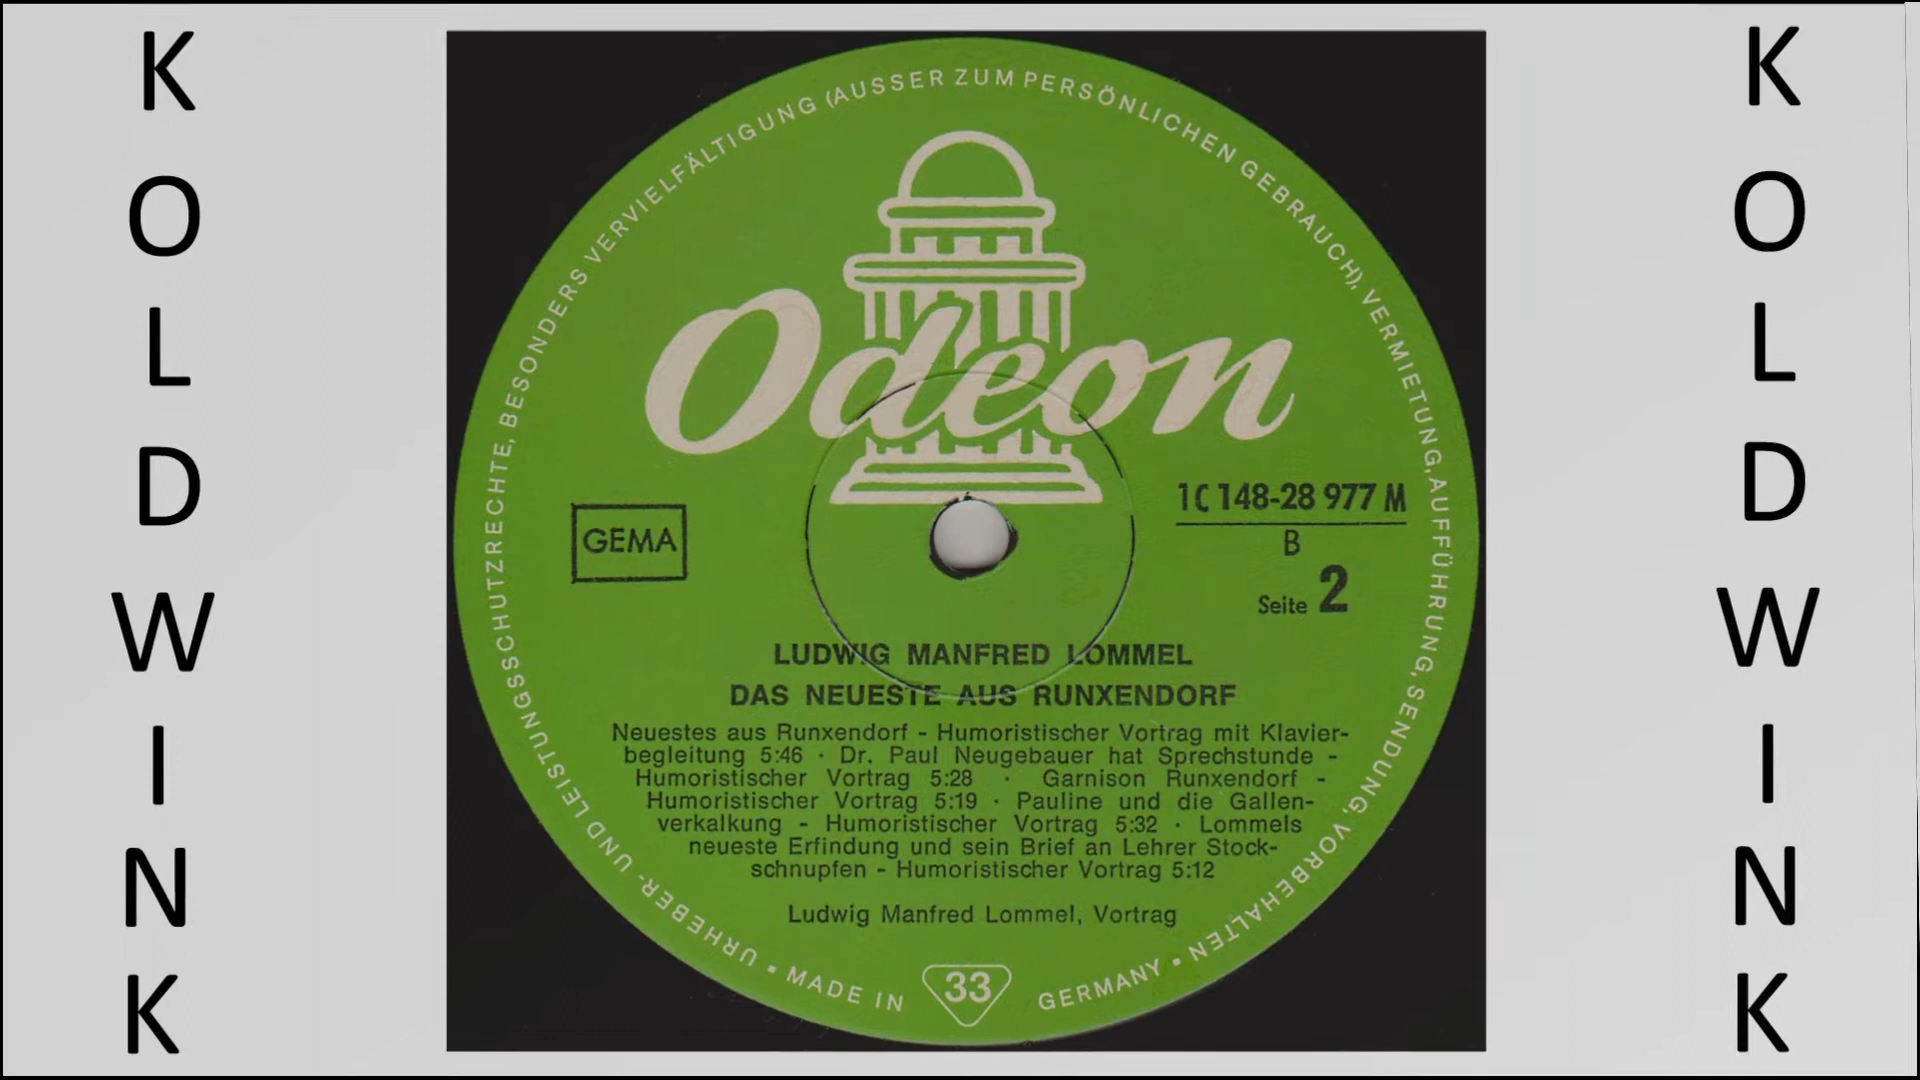 K
O
L
D
W
I
N
K
URHEBER- UND LEISTUNGSSCHUTZRECHTE, BESONDERS VERVIELFÄLTIGUNG (AUSSER ZUM PERSÖNLICHEN GEBRAUCH), VERMIETUNG, AUFFÜHRUNG, SENDUNG, VORBEHALTEN • MADE IN GERMANY •
Odeon
GEMA
1C 148-28 977 M
B
Seite 2
LUDWIG MANFRED LOMMEL
DAS NEUESTE AUS RUNXENDORF
Neuestes aus Runxendorf - Humoristischer Vortrag mit Klavier-
begleitung 5:46 · Dr. Paul Neugebauer hat Sprechstunde -
Humoristischer Vortrag 5:28 · Garnison Runxendorf -
Humoristischer Vortrag 5:19 · Pauline und die Gallen-
verkalkung - Humoristischer Vortrag 5:32 · Lommels
neueste Erfindung und sein Brief an Lehrer Stock-
schnupfen - Humoristischer Vortrag 5:12
Ludwig Manfred Lommel, Vortrag
33
K
O
L
D
W
I
N
K